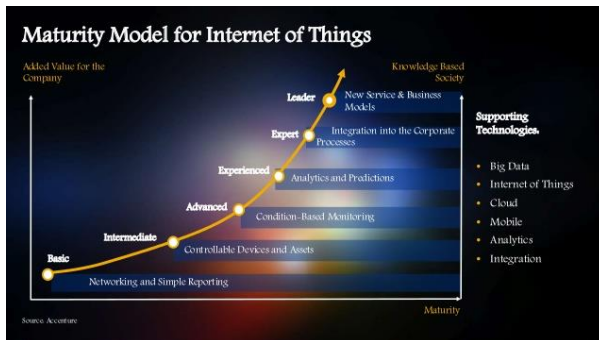 Maturity Model for Internet of Things
Added Value for the
Company
Knowledge Based
Society
Leader
New Service & Business
Models
Expert
Integration into the Corporate
Processes
Experienced
Analytics and Predictions
Advanced
Condition-Based Monitoring
Intermediate
Controllable Devices and Assets
Basic
Networking and Simple Reporting
Maturity
Supporting
Technologies:
• Big Data
• Internet of Things
• Cloud
• Mobile
• Analytics
• Integration
Source: Accenture